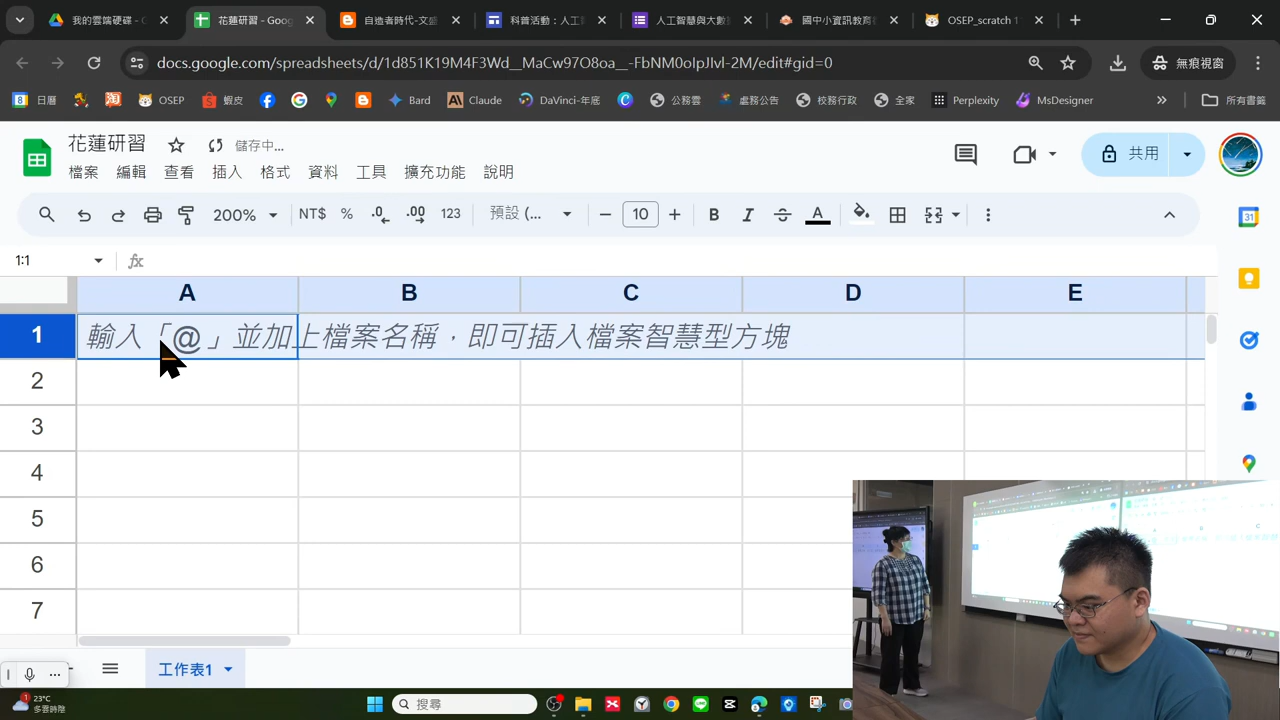 我的雲端硬碟 - G
花蓮研習 - Goog
自造者時代-文盛
科普活動：人工
人工智慧與大數
國中小資訊教育
OSEP_scratch 1
docs.google.com/spreadsheets/d/1d851K19M4F3Wd__MaCw97O8oa__-FbNM0oIpJlvl-2M/edit#gid=0
無痕視窗
日曆
淘
OSEP
蝦皮
Bard
Claude
DaVinci-年底
公務雲
處務公告
校務行政
全家
Perplexity
MsDesigner
所有書籤
花蓮研習
儲存中...
檔案 編輯 查看 插入 格式 資料 工具 擴充功能 說明
共用
200% NT$ % .0 .00 123 預設 (... 10 B I S A
31
1:1 fx
A B C D E
1 輸入「@」並加上檔案名稱，即可插入檔案智慧型方塊
2
3
4
5
6
7
工作表1
1
23°C
多雲時陰
搜尋